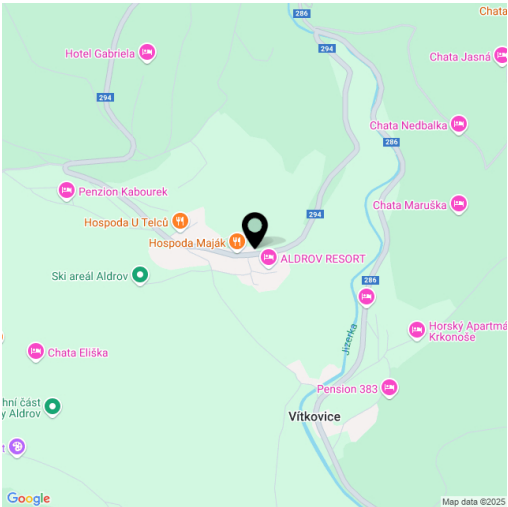 Chata
286
294
Hotel Gabriela
Chata Jasná
294
Chata Nedbalka
286
Penzion Kabourek
Chata Maruška
294
Hospoda U Telců
Hospoda Maják
ALDROV RESORT
Ski areál Aldrov
286
Jizerka
Horský Apartmá
Krkonoše
Chata Eliška
Pension 383
hní část
y Aldrov
Vítkovice
t
Google
Map data ©2025